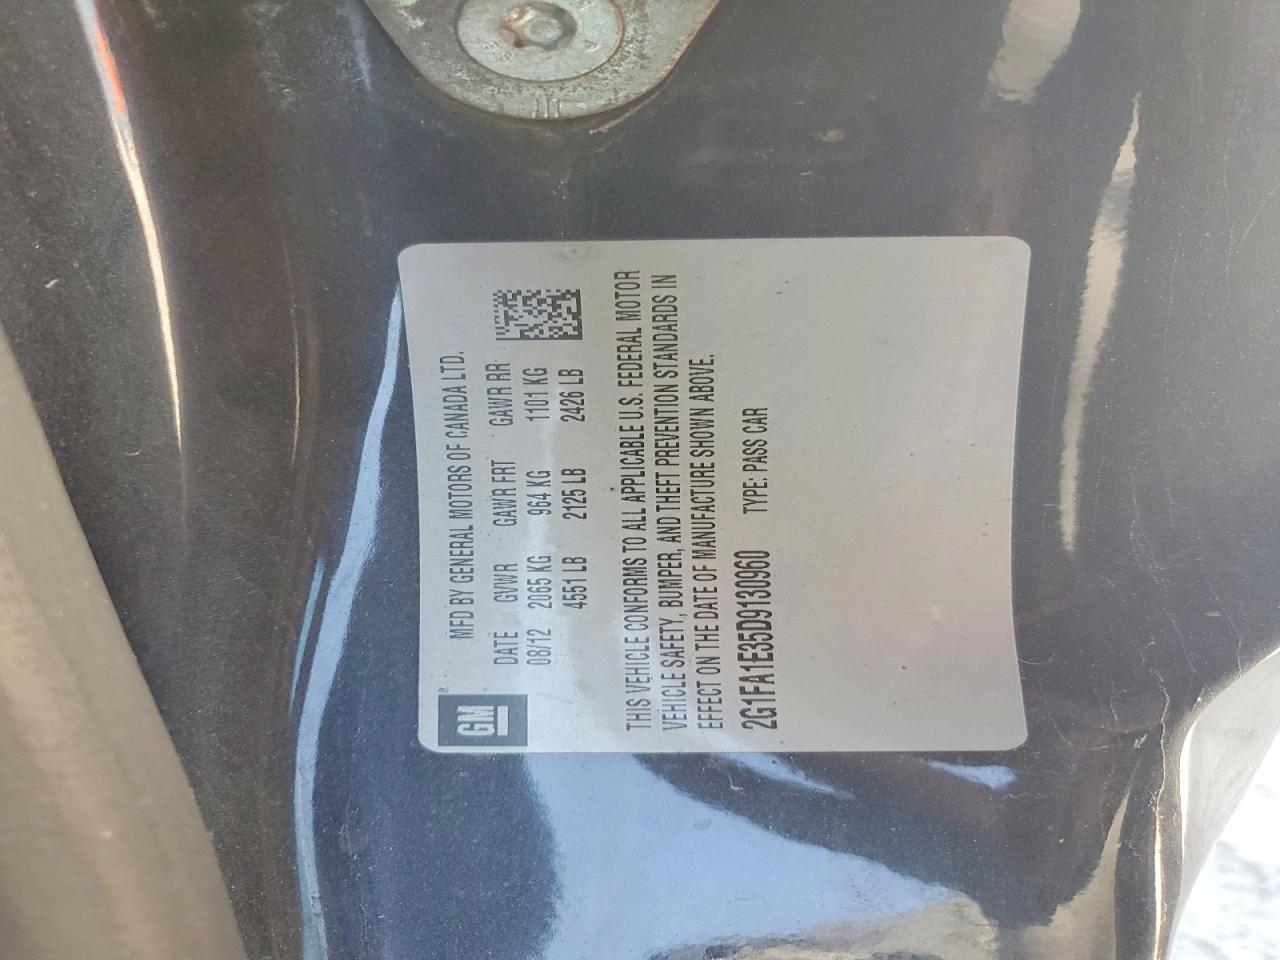 GM®
MFD BY GENERAL MOTORS OF CANADA LTD.
DATE GVWR GAWR FRT GAWR RR
08/12 2065 KG 964 KG 1101 KG
4551 LB 2125 LB 2426 LB
THIS VEHICLE CONFORMS TO ALL APPLICABLE U.S. FEDERAL MOTOR
VEHICLE SAFETY, BUMPER, AND THEFT PREVENTION STANDARDS IN
EFFECT ON THE DATE OF MANUFACTURE SHOWN ABOVE.
2G1FA1E35D9130960 TYPE: PASS CAR